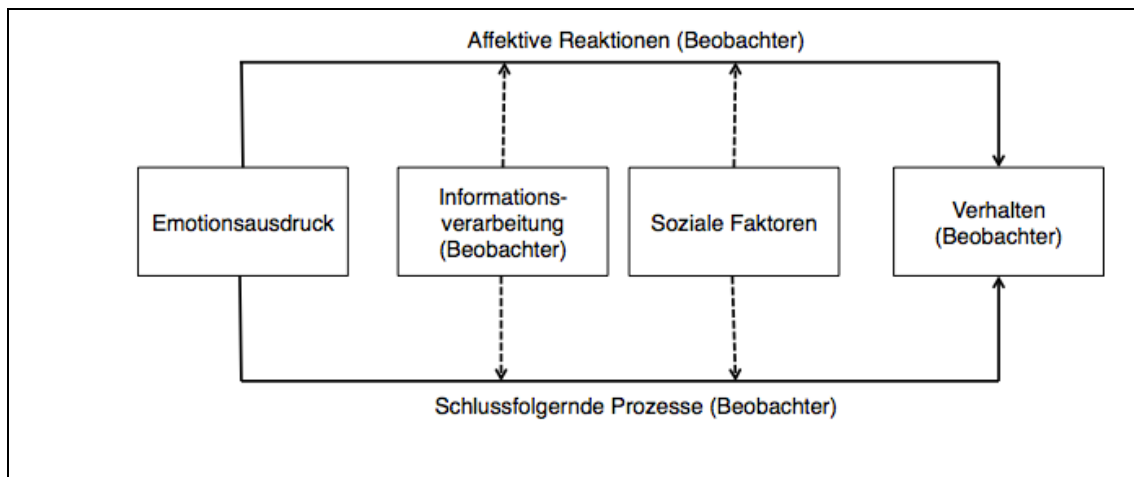 Affektive Reaktionen (Beobachter)
Emotionsausdruck
Informations-
verarbeitung
(Beobachter)
Soziale Faktoren
Verhalten
(Beobachter)
Schlussfolgernde Prozesse (Beobachter)